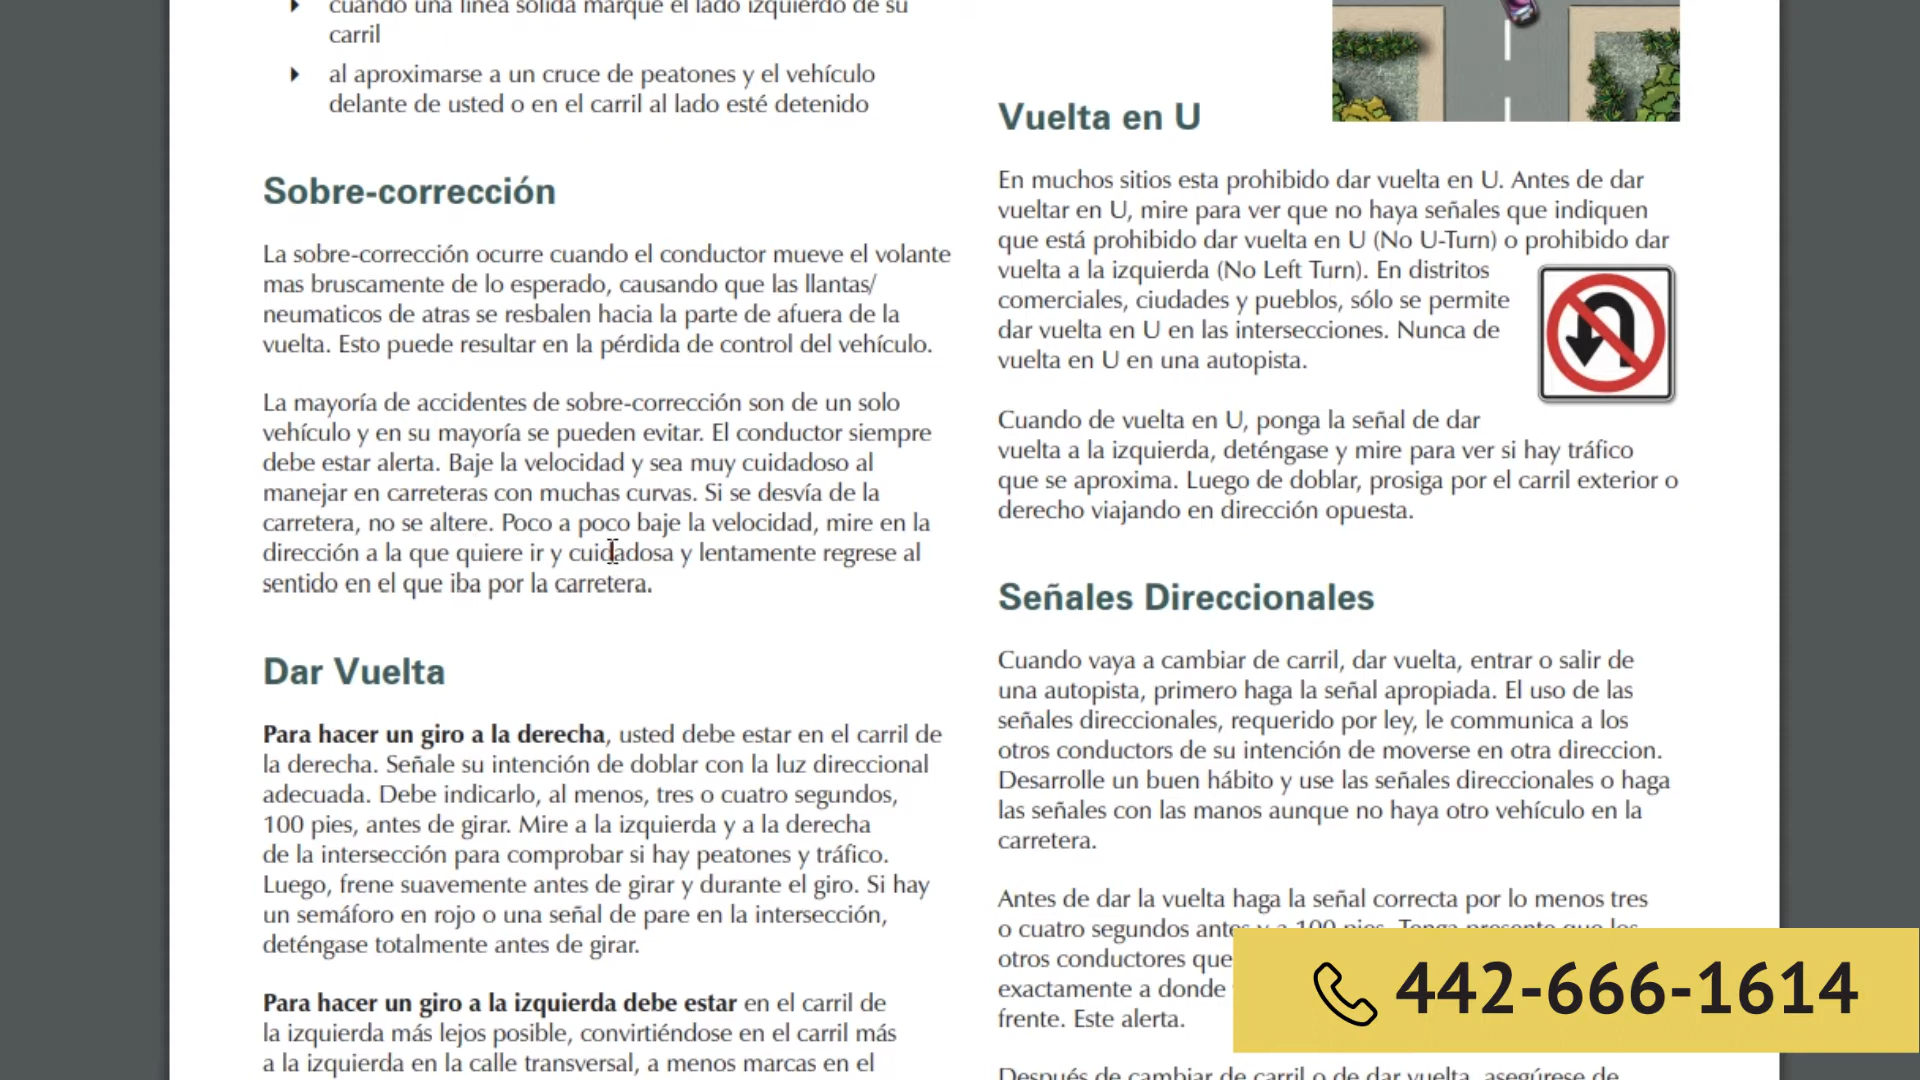 cuando una línea sólida marque el lado izquierdo de su
carril
al aproximarse a un cruce de peatones y el vehículo
delante de usted o en el carril al lado esté detenido
Sobre-corrección
La sobre-corrección ocurre cuando el conductor mueve el volante
mas bruscamente de lo esperado, causando que las llantas/
neumaticos de atras se resbalen hacia la parte de afuera de la
vuelta. Esto puede resultar en la pérdida de control del vehículo.
La mayoría de accidentes de sobre-corrección son de un solo
vehículo y en su mayoría se pueden evitar. El conductor siempre
debe estar alerta. Baje la velocidad y sea muy cuidadoso al
manejar en carreteras con muchas curvas. Si se desvía de la
carretera, no se altere. Poco a poco baje la velocidad, mire en la
dirección a la que quiere ir y cuidadosa y lentamente regrese al
sentido en el que iba por la carretera.
Dar Vuelta
Para hacer un giro a la derecha, usted debe estar en el carril de
la derecha. Señale su intención de doblar con la luz direccional
adecuada. Debe indicarlo, al menos, tres o cuatro segundos,
100 pies, antes de girar. Mire a la izquierda y a la derecha
de la intersección para comprobar si hay peatones y tráfico.
Luego, frene suavemente antes de girar y durante el giro. Si hay
un semáforo en rojo o una señal de pare en la intersección,
deténgase totalmente antes de girar.
Para hacer un giro a la izquierda debe estar en el carril de
la izquierda más lejos posible, convirtiéndose en el carril más
a la izquierda en la calle transversal, a menos marcas en el
Vuelta en U
En muchos sitios esta prohibido dar vuelta en U. Antes de dar
vueltar en U, mire para ver que no haya señales que indiquen
que está prohibido dar vuelta en U (No U-Turn) o prohibido dar
vuelta a la izquierda (No Left Turn). En distritos
comerciales, ciudades y pueblos, sólo se permite
dar vuelta en U en las intersecciones. Nunca de
vuelta en U en una autopista.
Cuando de vuelta en U, ponga la señal de dar
vuelta a la izquierda, deténgase y mire para ver si hay tráfico
que se aproxima. Luego de doblar, prosiga por el carril exterior o
derecho viajando en dirección opuesta.
Señales Direccionales
Cuando vaya a cambiar de carril, dar vuelta, entrar o salir de
una autopista, primero haga la señal apropiada. El uso de las
señales direccionales, requerido por ley, le communica a los
otros conductors de su intención de moverse en otra direccion.
Desarrolle un buen hábito y use las señales direccionales o haga
las señales con las manos aunque no haya otro vehículo en la
carretera.
Antes de dar la vuelta haga la señal correcta por lo menos tres
o cuatro segundos antes y a 100 pies. Tenga presente que los
otros conductores que
exactamente a donde
frente. Este alerta.
Después de cambiar de carril o de dar vuelta, asegúrese de
442-666-1614